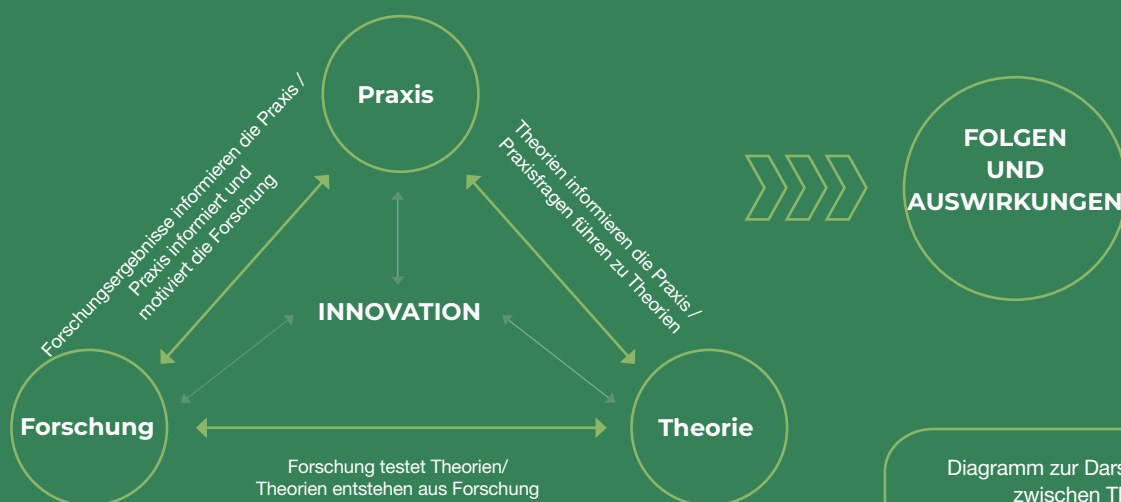 Praxis
Forschungsergebnisse informieren die Praxis /
Praxis informiert und
motiviert die Forschung
Theorien informieren die Praxis /
Praxisfragen führen zu Theorien
FOLGEN
UND
AUSWIRKUNGEN
INNOVATION
Forschung
Theorie
Forschung testet Theorien/
Theorien entstehen aus Forschung
Diagramm zur
zwischen